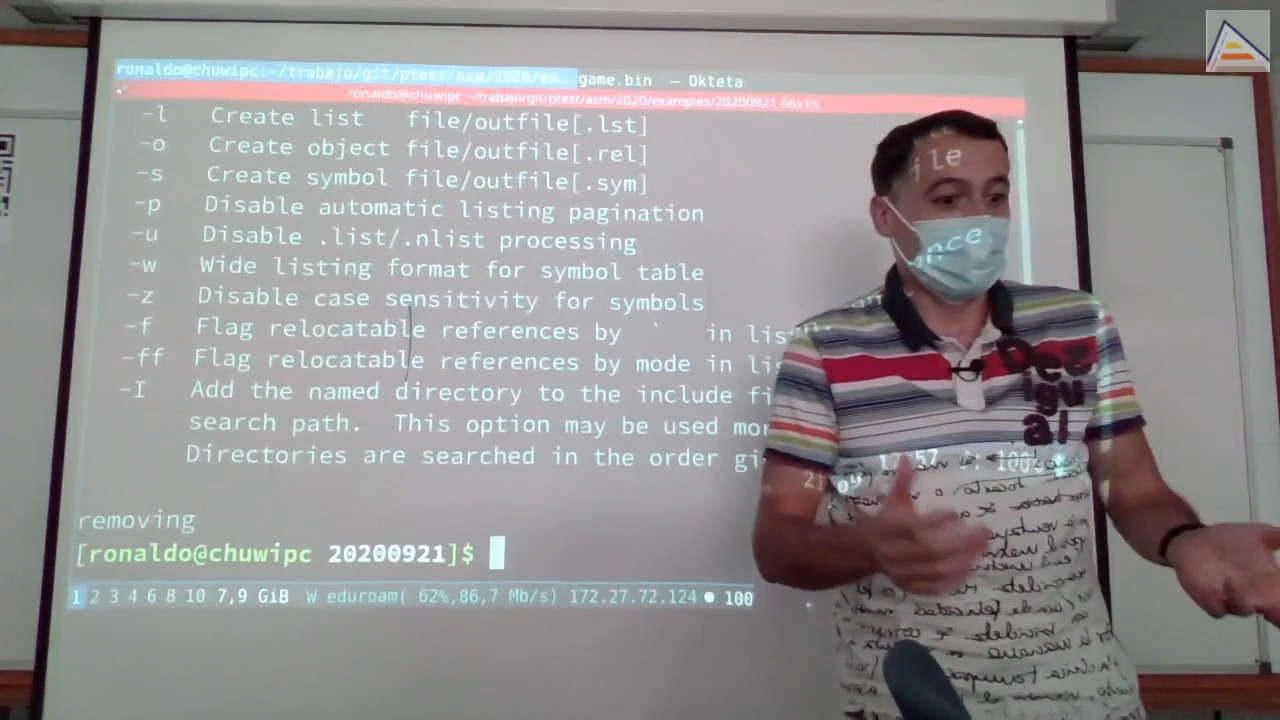 ronaldo@chuwipc:~/trabajo/git/ptest/asm/2020/ex… game.bin — Okteta
ronaldo@chuwipc:~/trabajo/git/ptest/asm/2020/examples/20200921 66x15
-l Create list file/outfile[.lst]
-o Create object file/outfile[.rel]
-s Create symbol file/outfile[.sym]
-p Disable automatic listing pagination
-u Disable .list/.nlist processing
-w Wide listing format for symbol table
-z Disable case sensitivity for symbols
-f Flag relocatable references by ` in
-ff Flag relocatable references by mode in
-I Add the named directory to the include
search path. This option may be used
Directories are searched in the order
removing
[ronaldo@chuwipc 20200921]$
1 2 3 4 6 8 10 7,9 GiB W eduroam( 62%,86,7 Mb/s) 172.27.72.124 ● 100
Des
igu
al